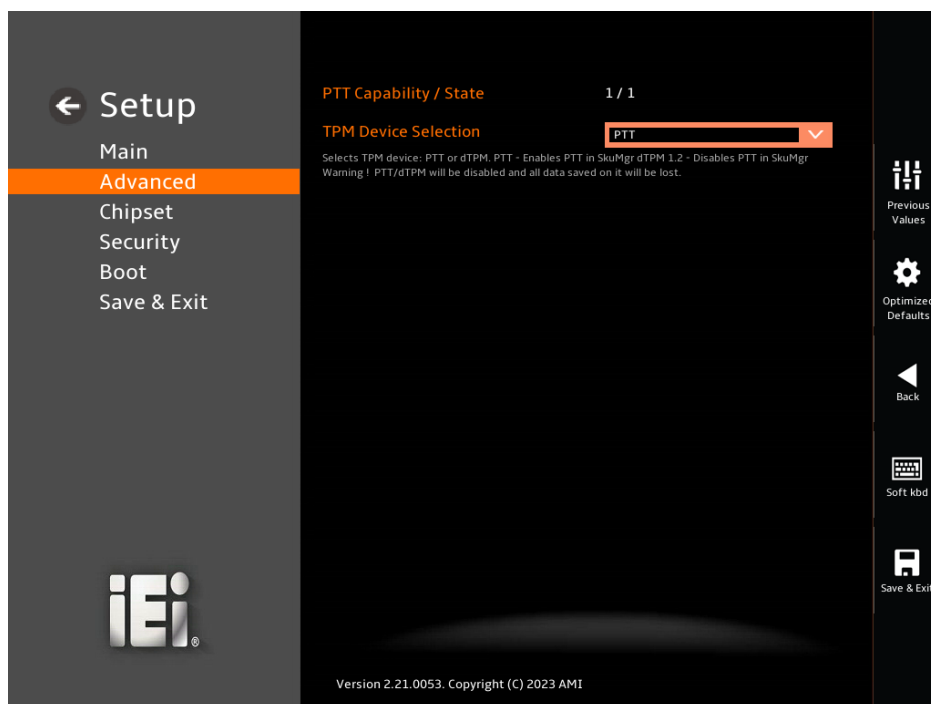 Setup
Main
Advanced
Chipset
Security
Boot
Save & Exit
PTT Capability / State 1 / 1
TPM Device Selection PTT
Selects TPM device: PTT or dTPM. PTT - Enables PTT in SkuMgr dTPM 1.2 - Disables PTT in SkuMgr
Warning ! PTT/dTPM will be disabled and all data saved on it will be lost.
Previous
Values
Optimized
Defaults
Back
Soft kbd
Save & Exit
iEi®
Version 2.21.0053. Copyright (C) 2023 AMI